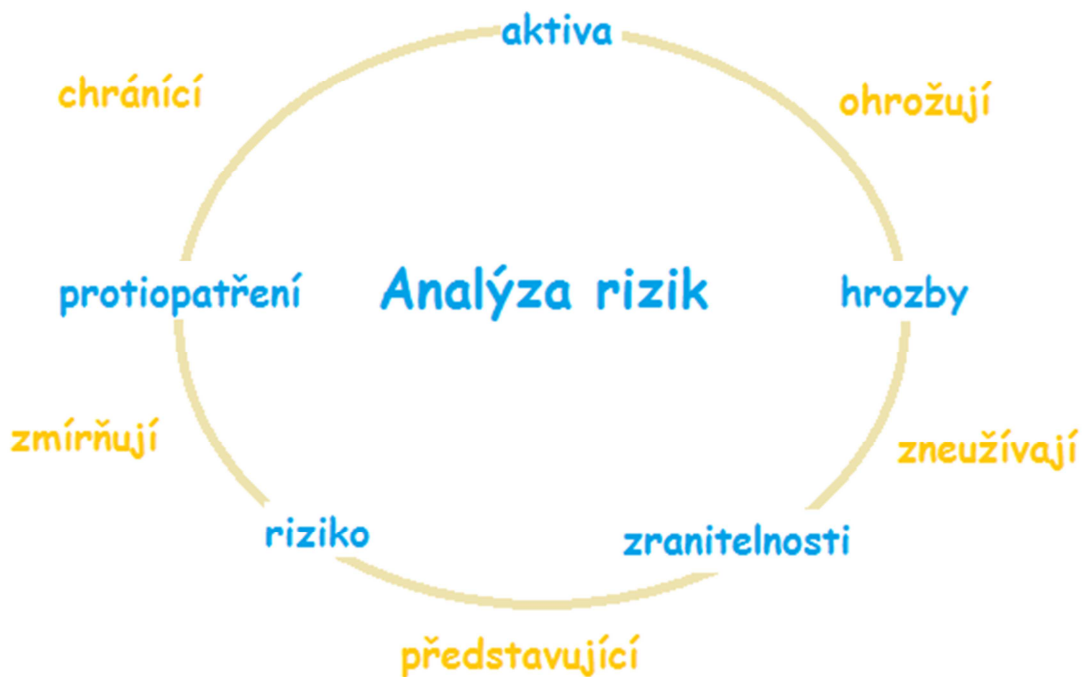 aktiva
chránící
ohrožují
protiopatření
Analýza rizik
hrozby
zmírňují
zneužívají
riziko
zranitelnosti
představující